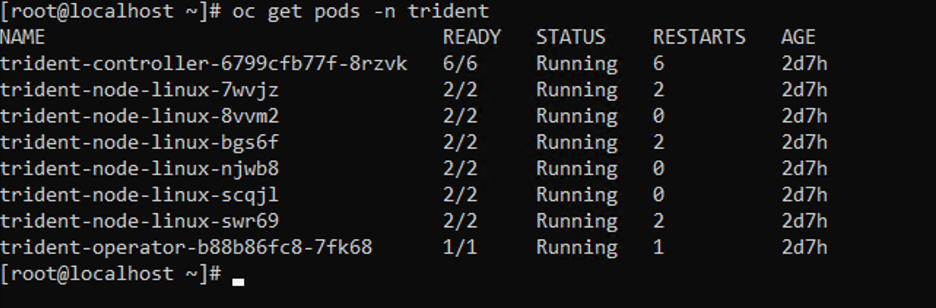 [root@localhost ~]# oc get pods -n trident
NAME READY STATUS RESTARTS AGE
trident-controller-6799cfb77f-8rzvk 6/6 Running 6 2d7h
trident-node-linux-7wvjz 2/2 Running 2 2d7h
trident-node-linux-8vvm2 2/2 Running 0 2d7h
trident-node-linux-bgs6f 2/2 Running 2 2d7h
trident-node-linux-njwb8 2/2 Running 0 2d7h
trident-node-linux-scqjl 2/2 Running 0 2d7h
trident-node-linux-swr69 2/2 Running 2 2d7h
trident-operator-b88b86fc8-7fk68 1/1 Running 1 2d7h
[root@localhost ~]#